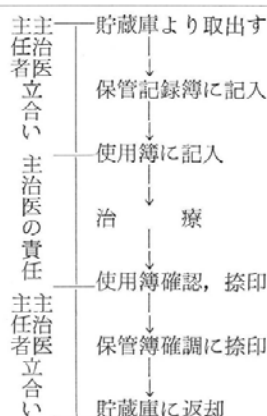 主治医
主任者
立合い
主治医の責任
主治医
主任者
立合い
貯蔵庫より取出す
保管記録簿に記入
使用簿に記入
治　　療
使用簿確認，捺印
保管簿確調に捺印
貯蔵庫に返却